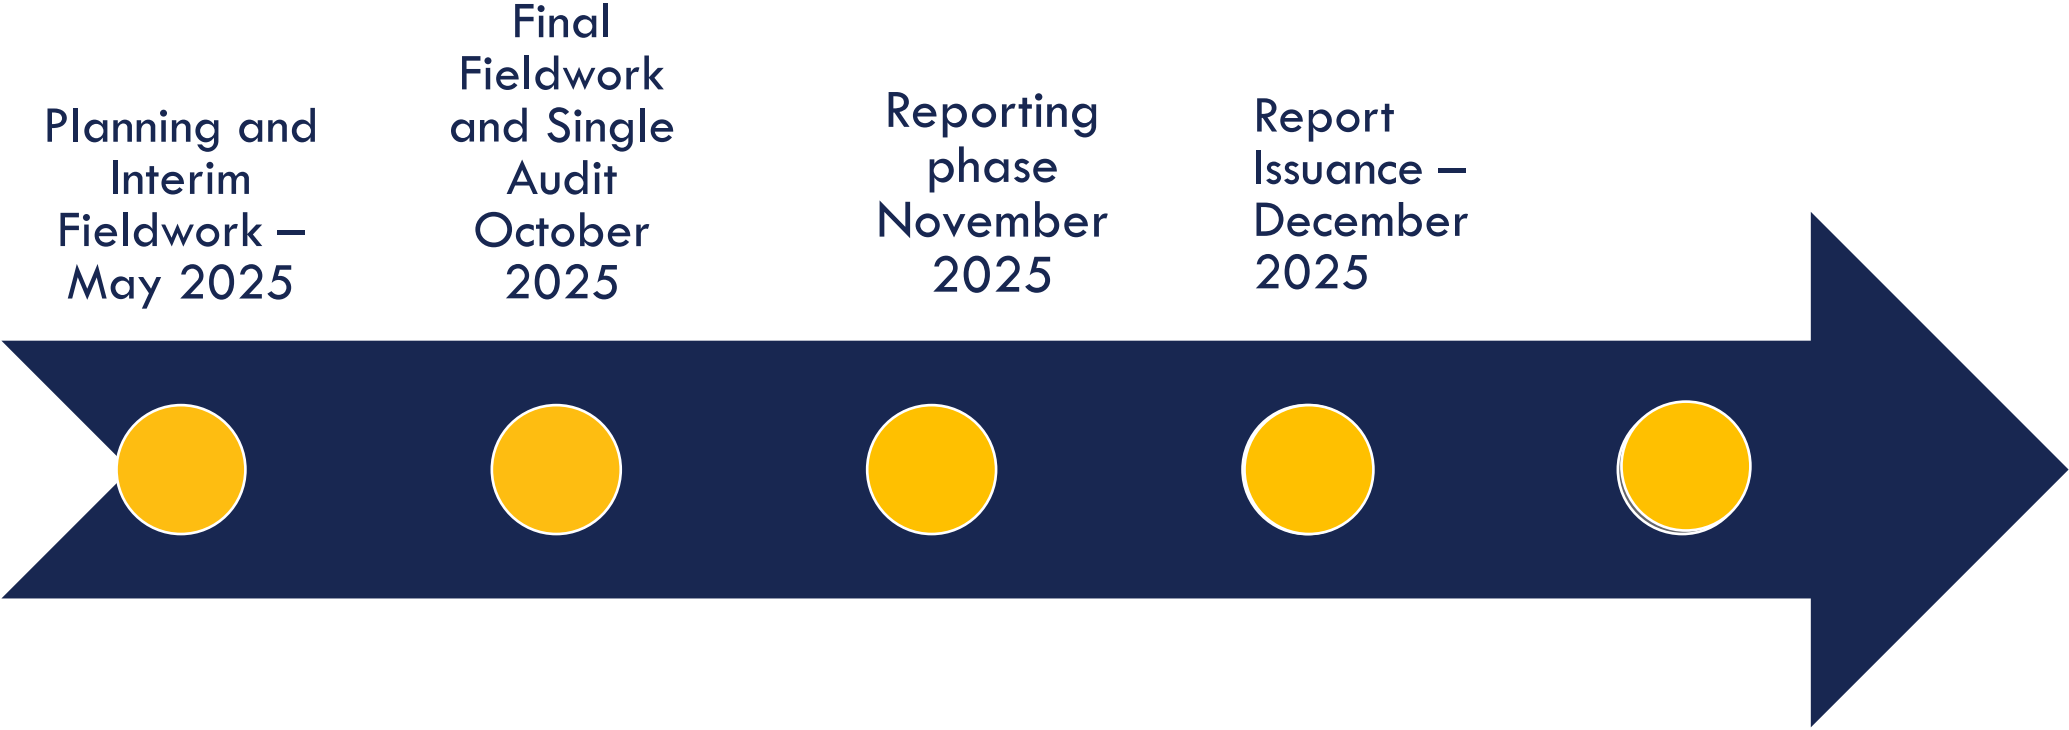 Planning and
Interim
Fieldwork –
May 2025
Final
Fieldwork
and Single
Audit
October
2025
Reporting
phase
November
2025
Report
Issuance –
December
2025